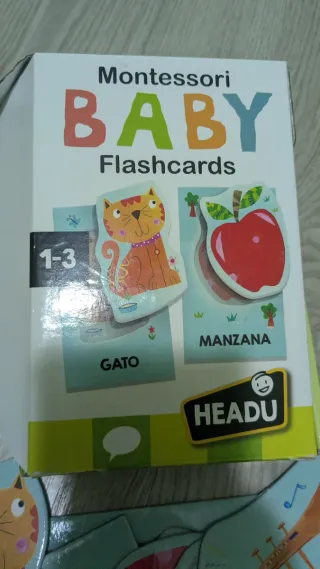 Montessori
BABY
Flashcards
1-3
GATO
MANZANA
HEADU